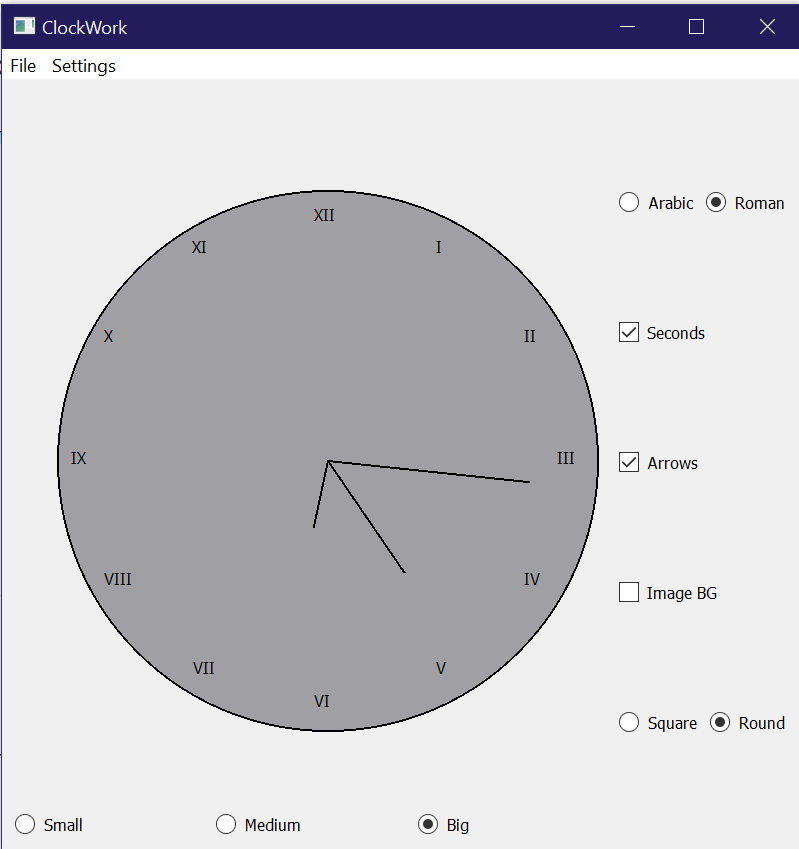 ClockWork
File Settings
XII
XI I
Arabic Roman
X II
Seconds
IX III
Arrows
VIII IV
Image BG
VII V
VI
Square Round
Small Medium Big